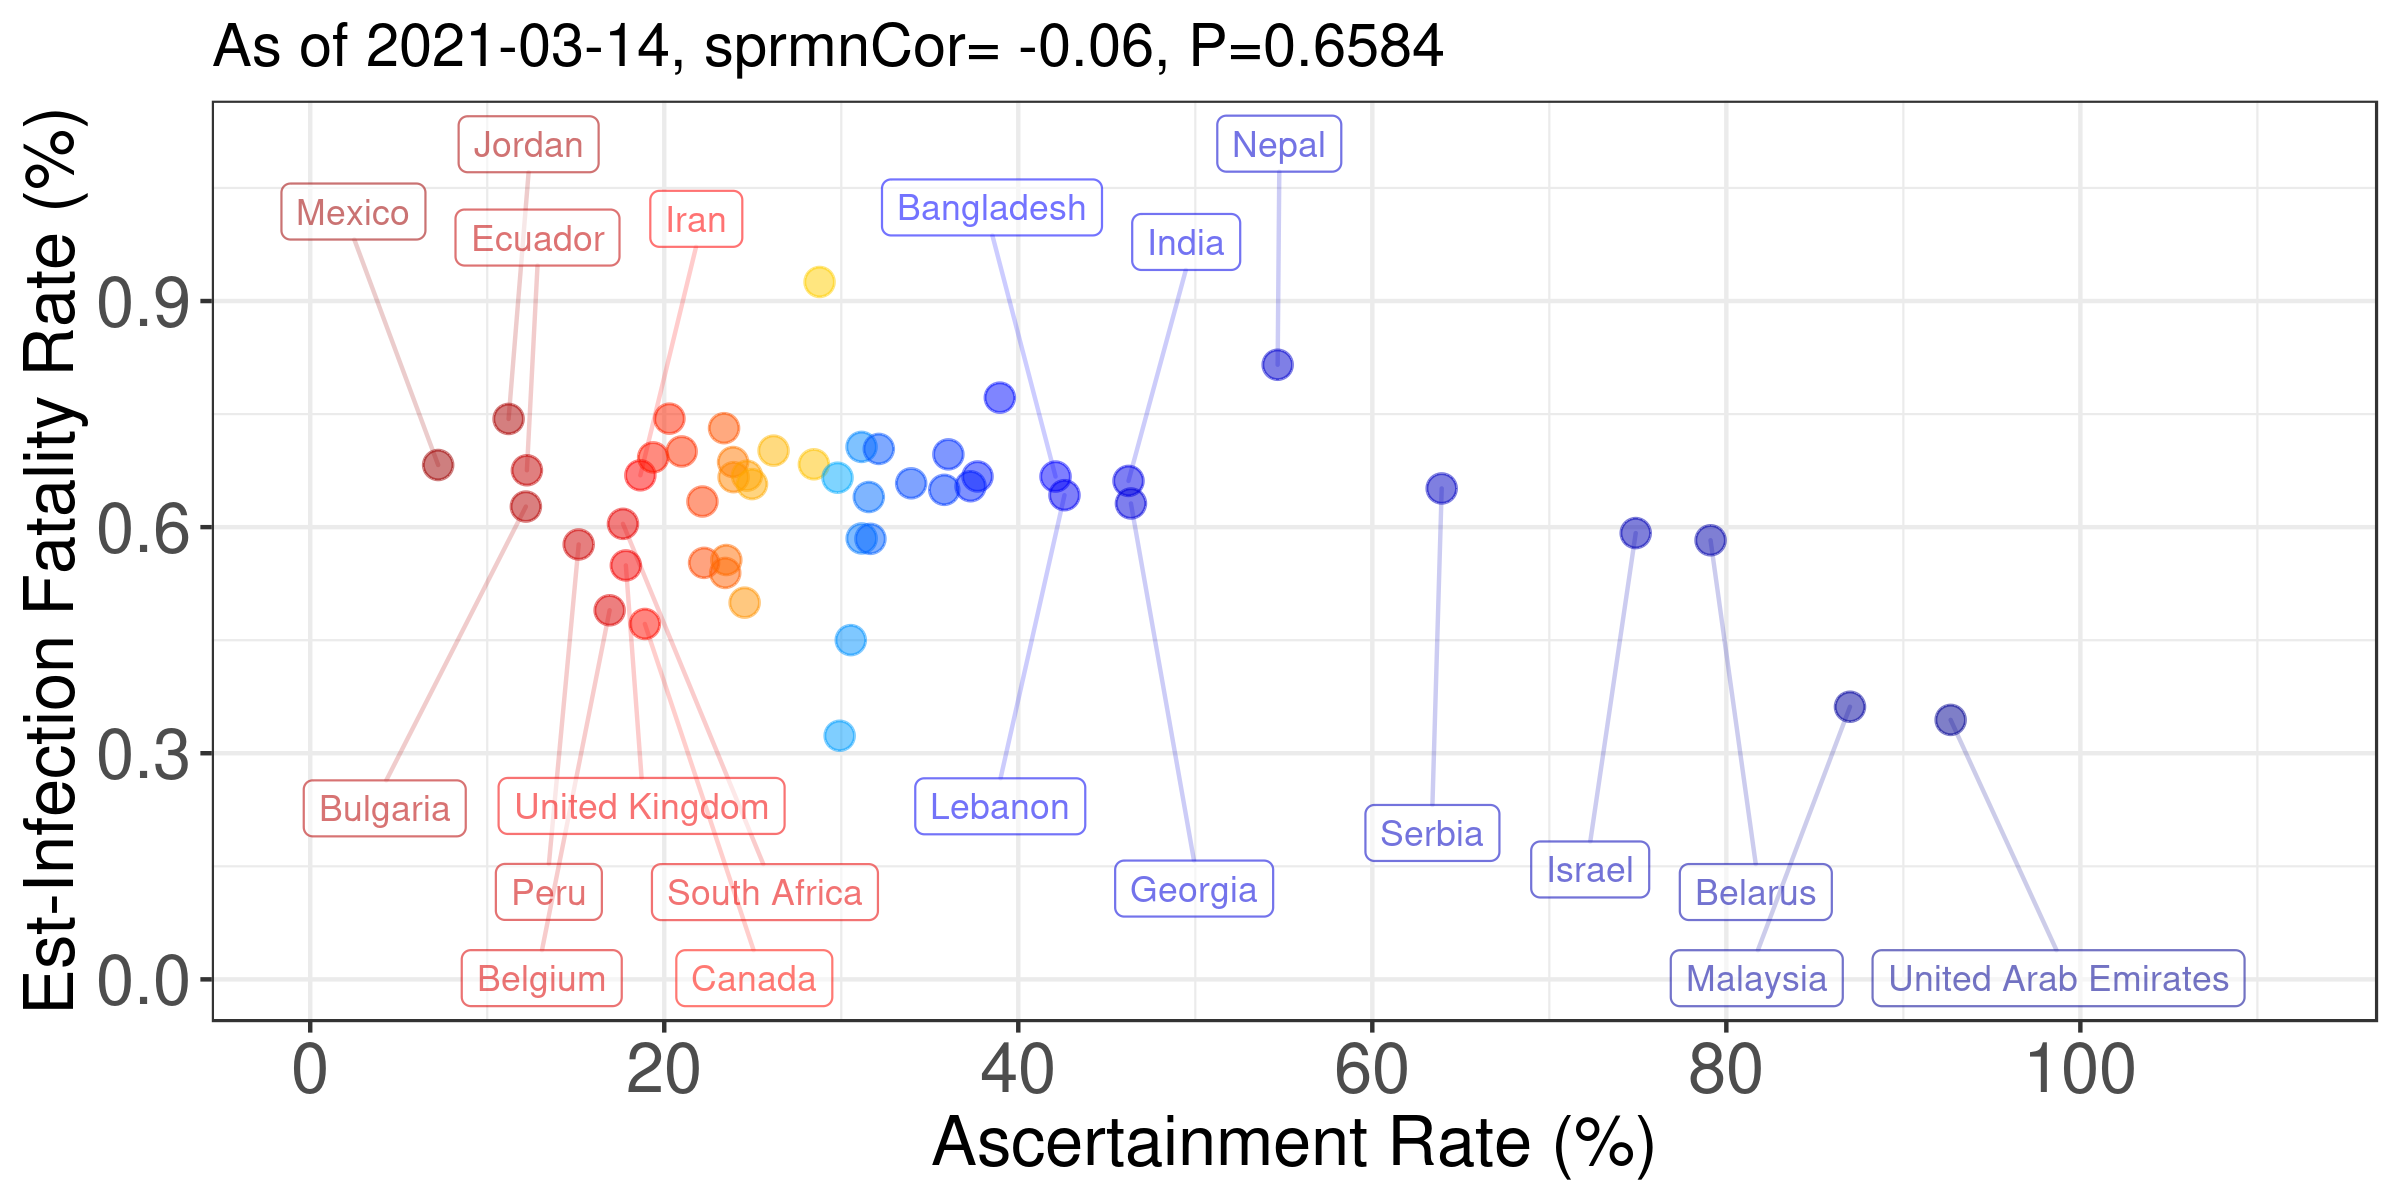 As of 2021-03-14, sprmnCor= -0.06, P=0.6584
Est-Infection Fatality Rate (%)
0.9
0.6
0.3
0.0
Jordan
Nepal
Mexico
Ecuador
Iran
Bangladesh
India
Bulgaria
United Kingdom
Lebanon
Serbia
Israel
Peru
South Africa
Georgia
Belarus
Belgium
Canada
Malaysia
United Arab Emirates
0
20
40
60
80
100
Ascertainment Rate (%)